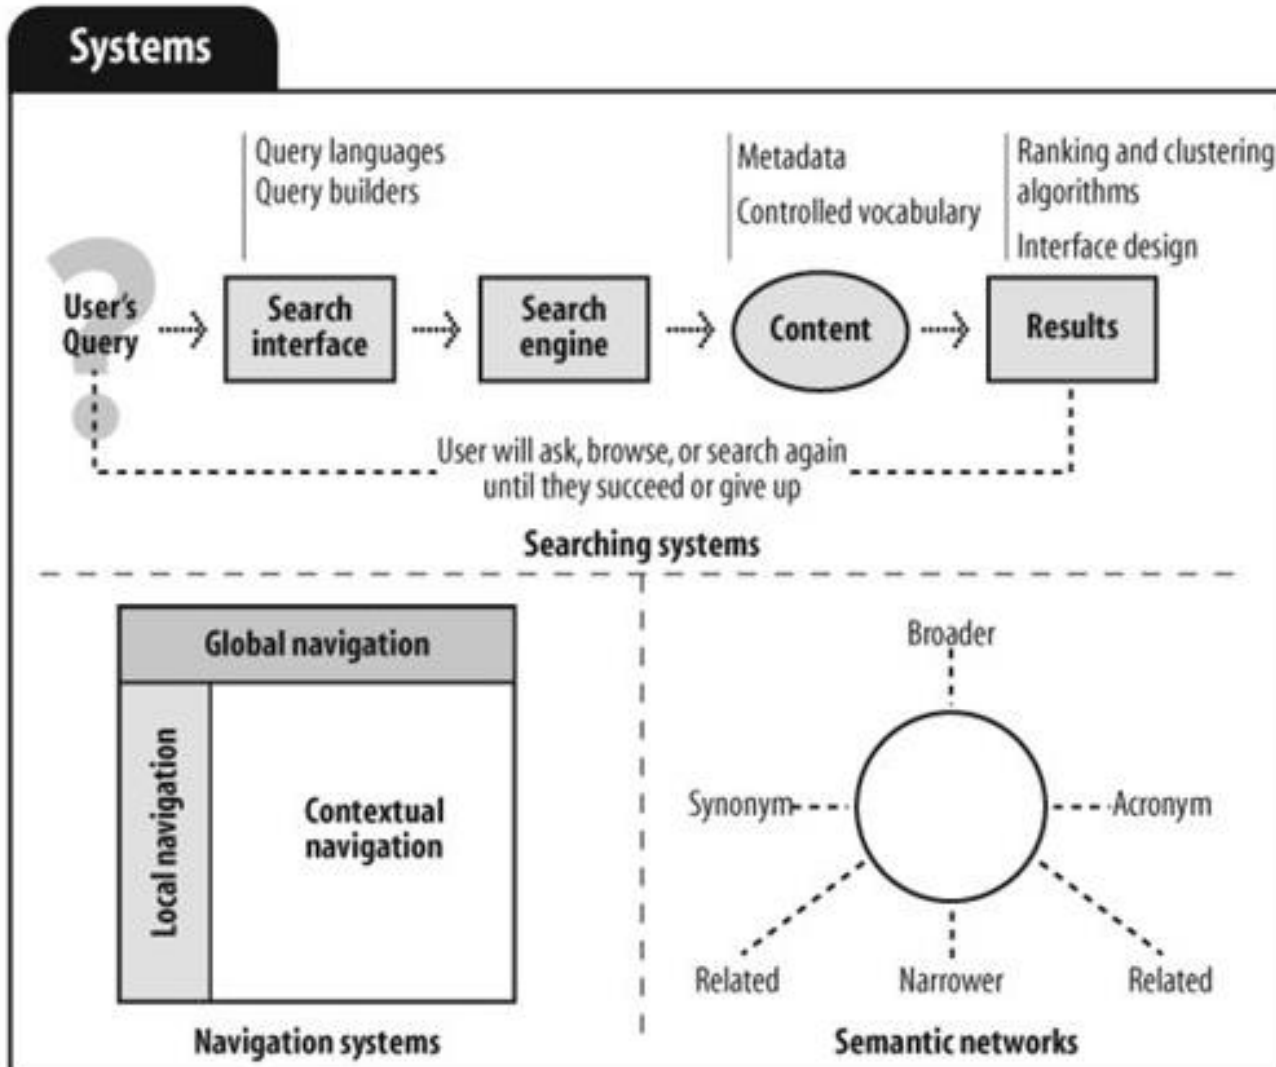 Systems
Query languages
Query builders
Metadata
Controlled vocabulary
Ranking and clustering
algorithms
Interface design
User's
Query
Search
interface
Search
engine
Content
Results
User will ask, browse, or search again
until they succeed or give up
Searching systems
Global navigation
Local navigation
Contextual
navigation
Navigation systems
Broader
Synonym
Acronym
Related
Narrower
Related
Semantic networks